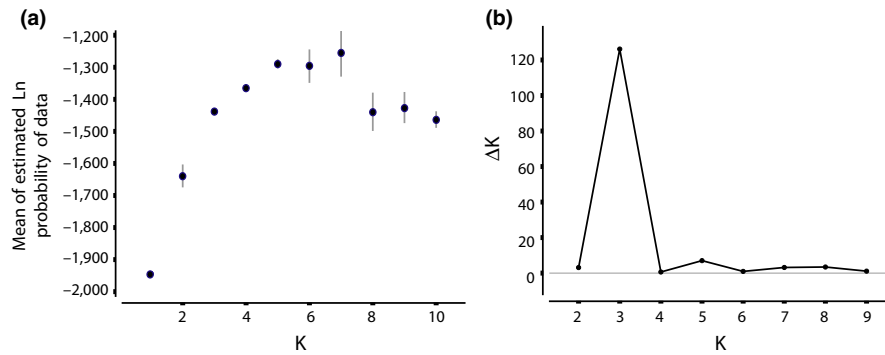 (a)
Mean of estimated Ln
probability of data
–1,200
–1,300
–1,400
–1,500
–1,600
–1,700
–1,800
–1,900
–2,000
2 4 6 8 10
K
(b)
ΔK
120
100
80
60
40
20
0
2 3 4 5 6 7 8 9
K